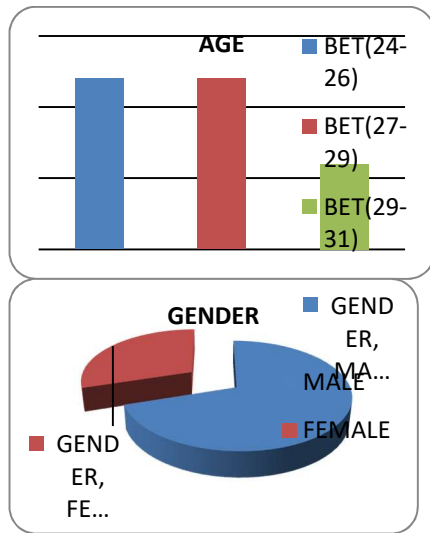 AGE
BET(24-
26)
BET(27-
29)
BET(29-
31)
GENDER
GEND
ER,
MA…
MALE
FEMALE
GEND
ER,
FE…